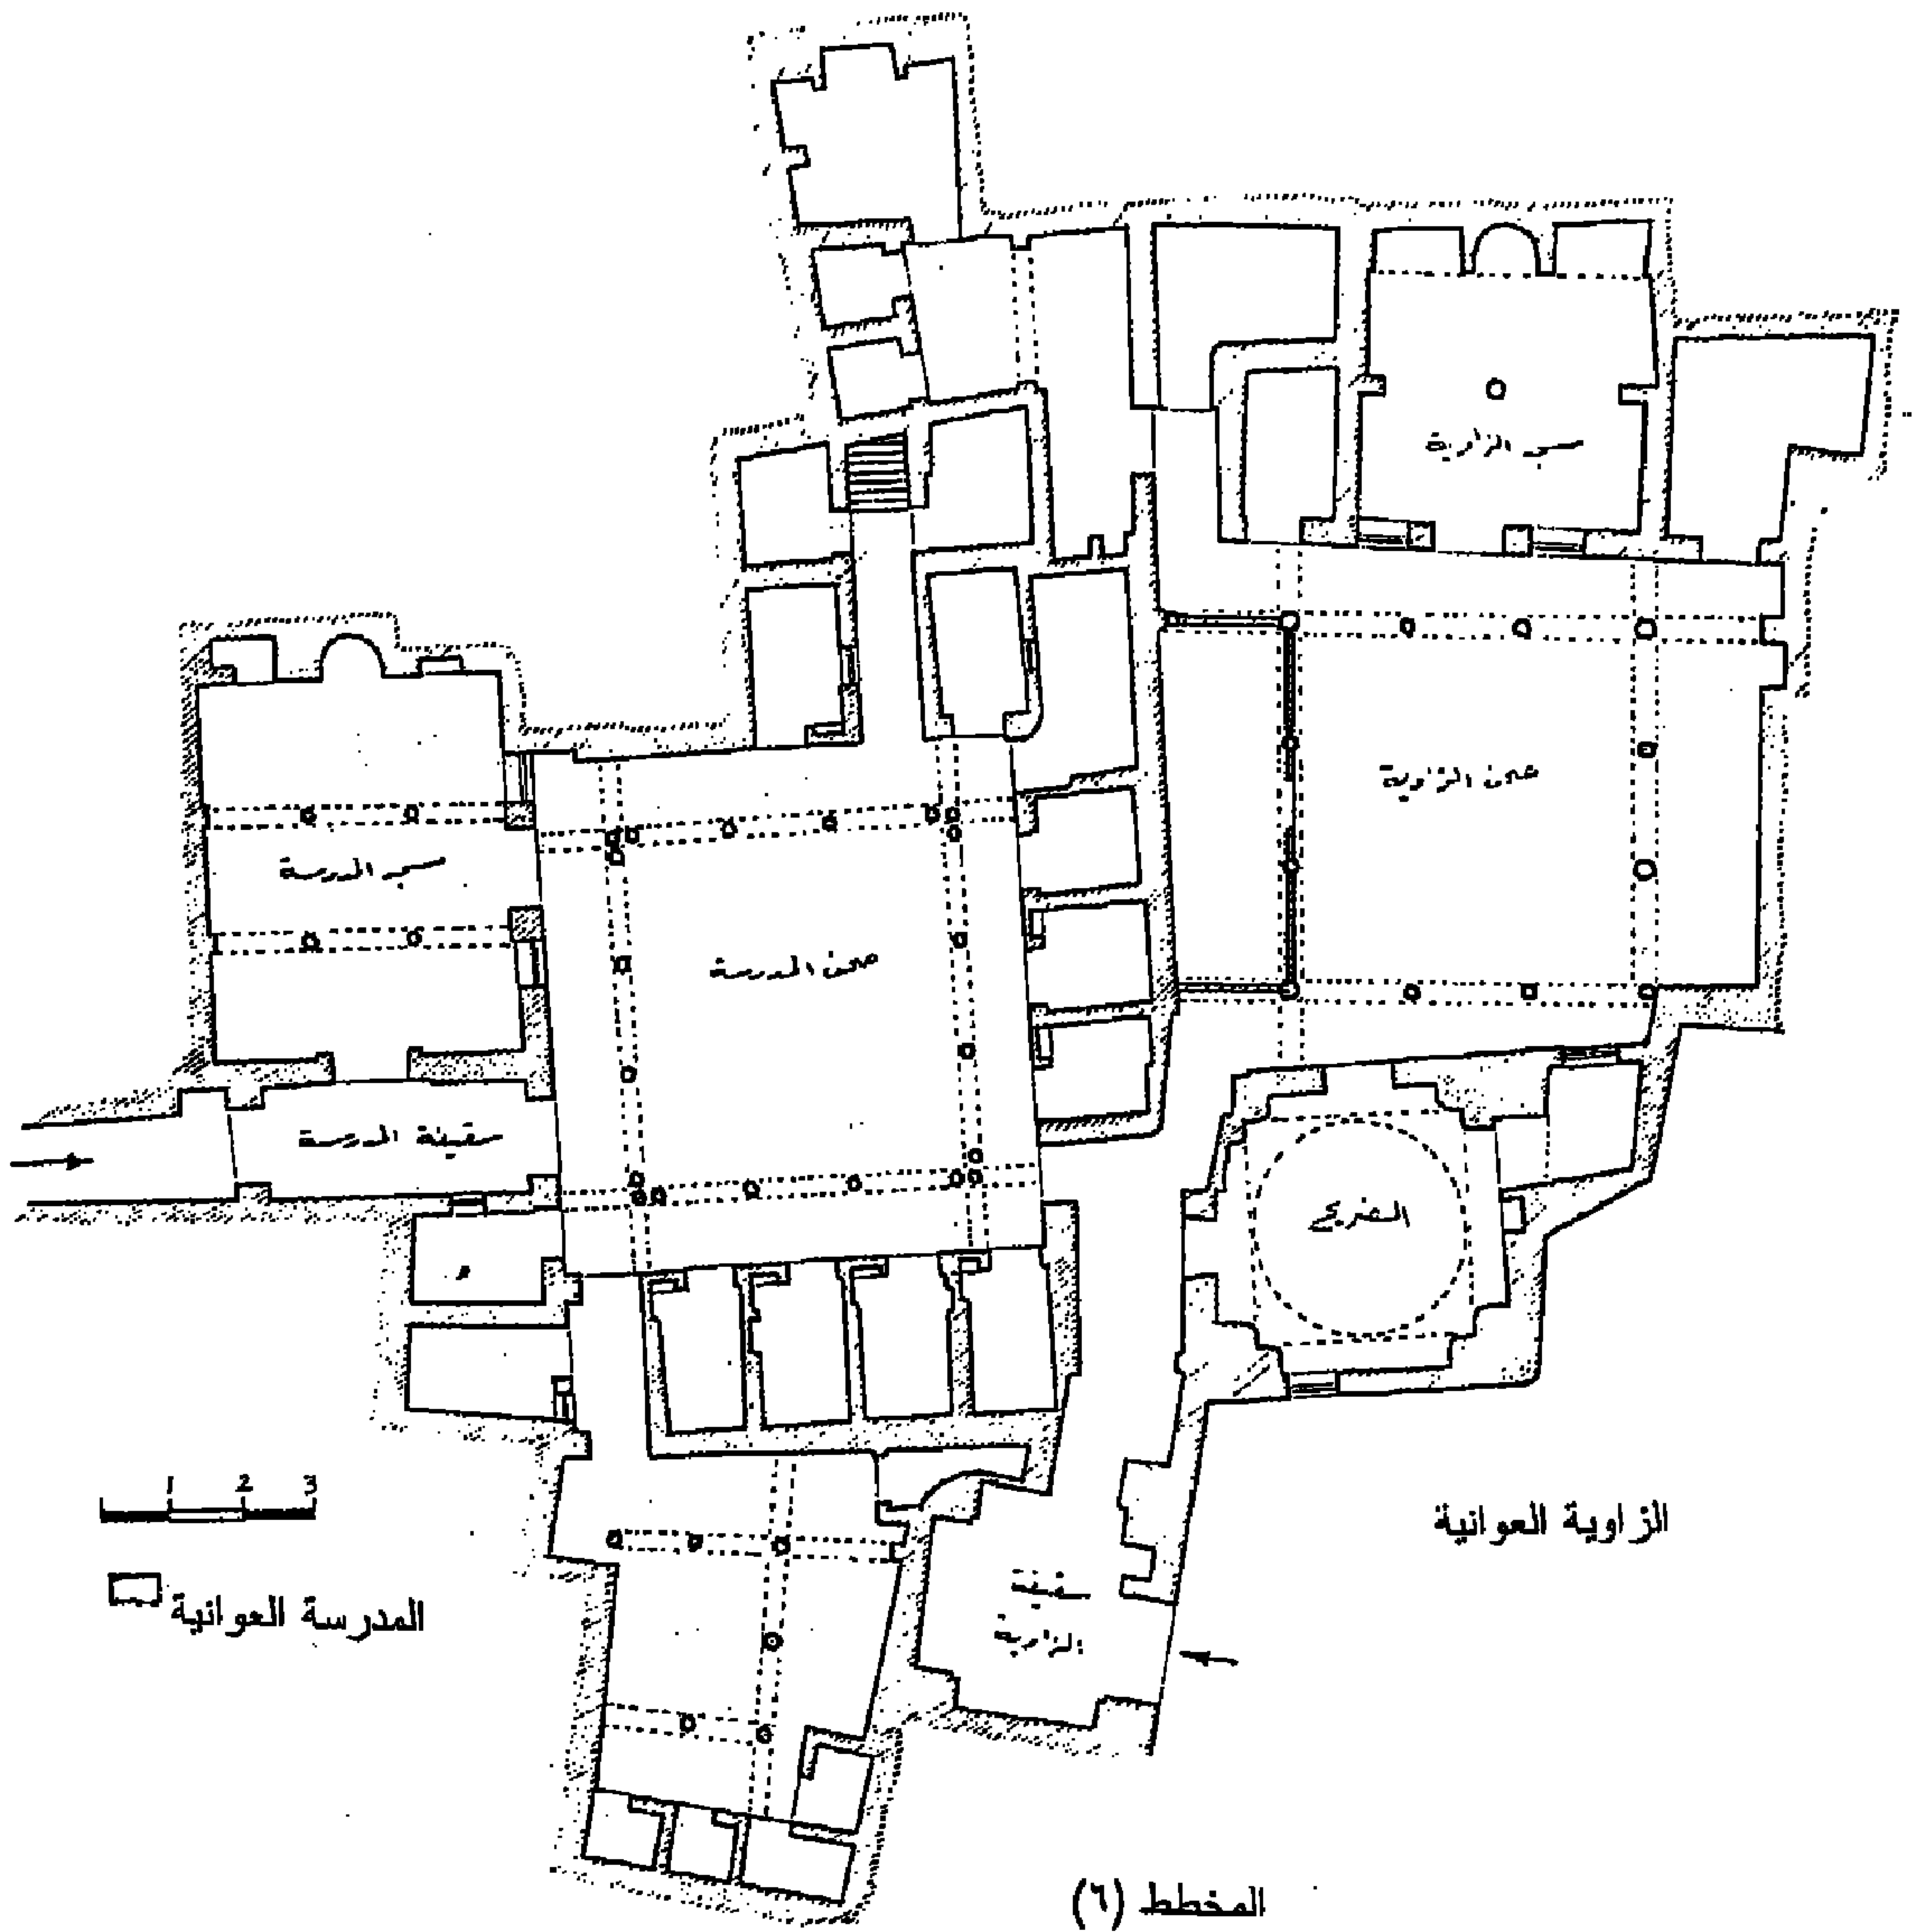 مسجد الزاوية
صحن الزاوية
مسجد المدرسة
صحن المدرسة
سقيفة المدرسة
الضريح
1 2 3
الزاوية العوانية
المدرسة العوانية
سقيفة
الزاوية
المخطط (٦)